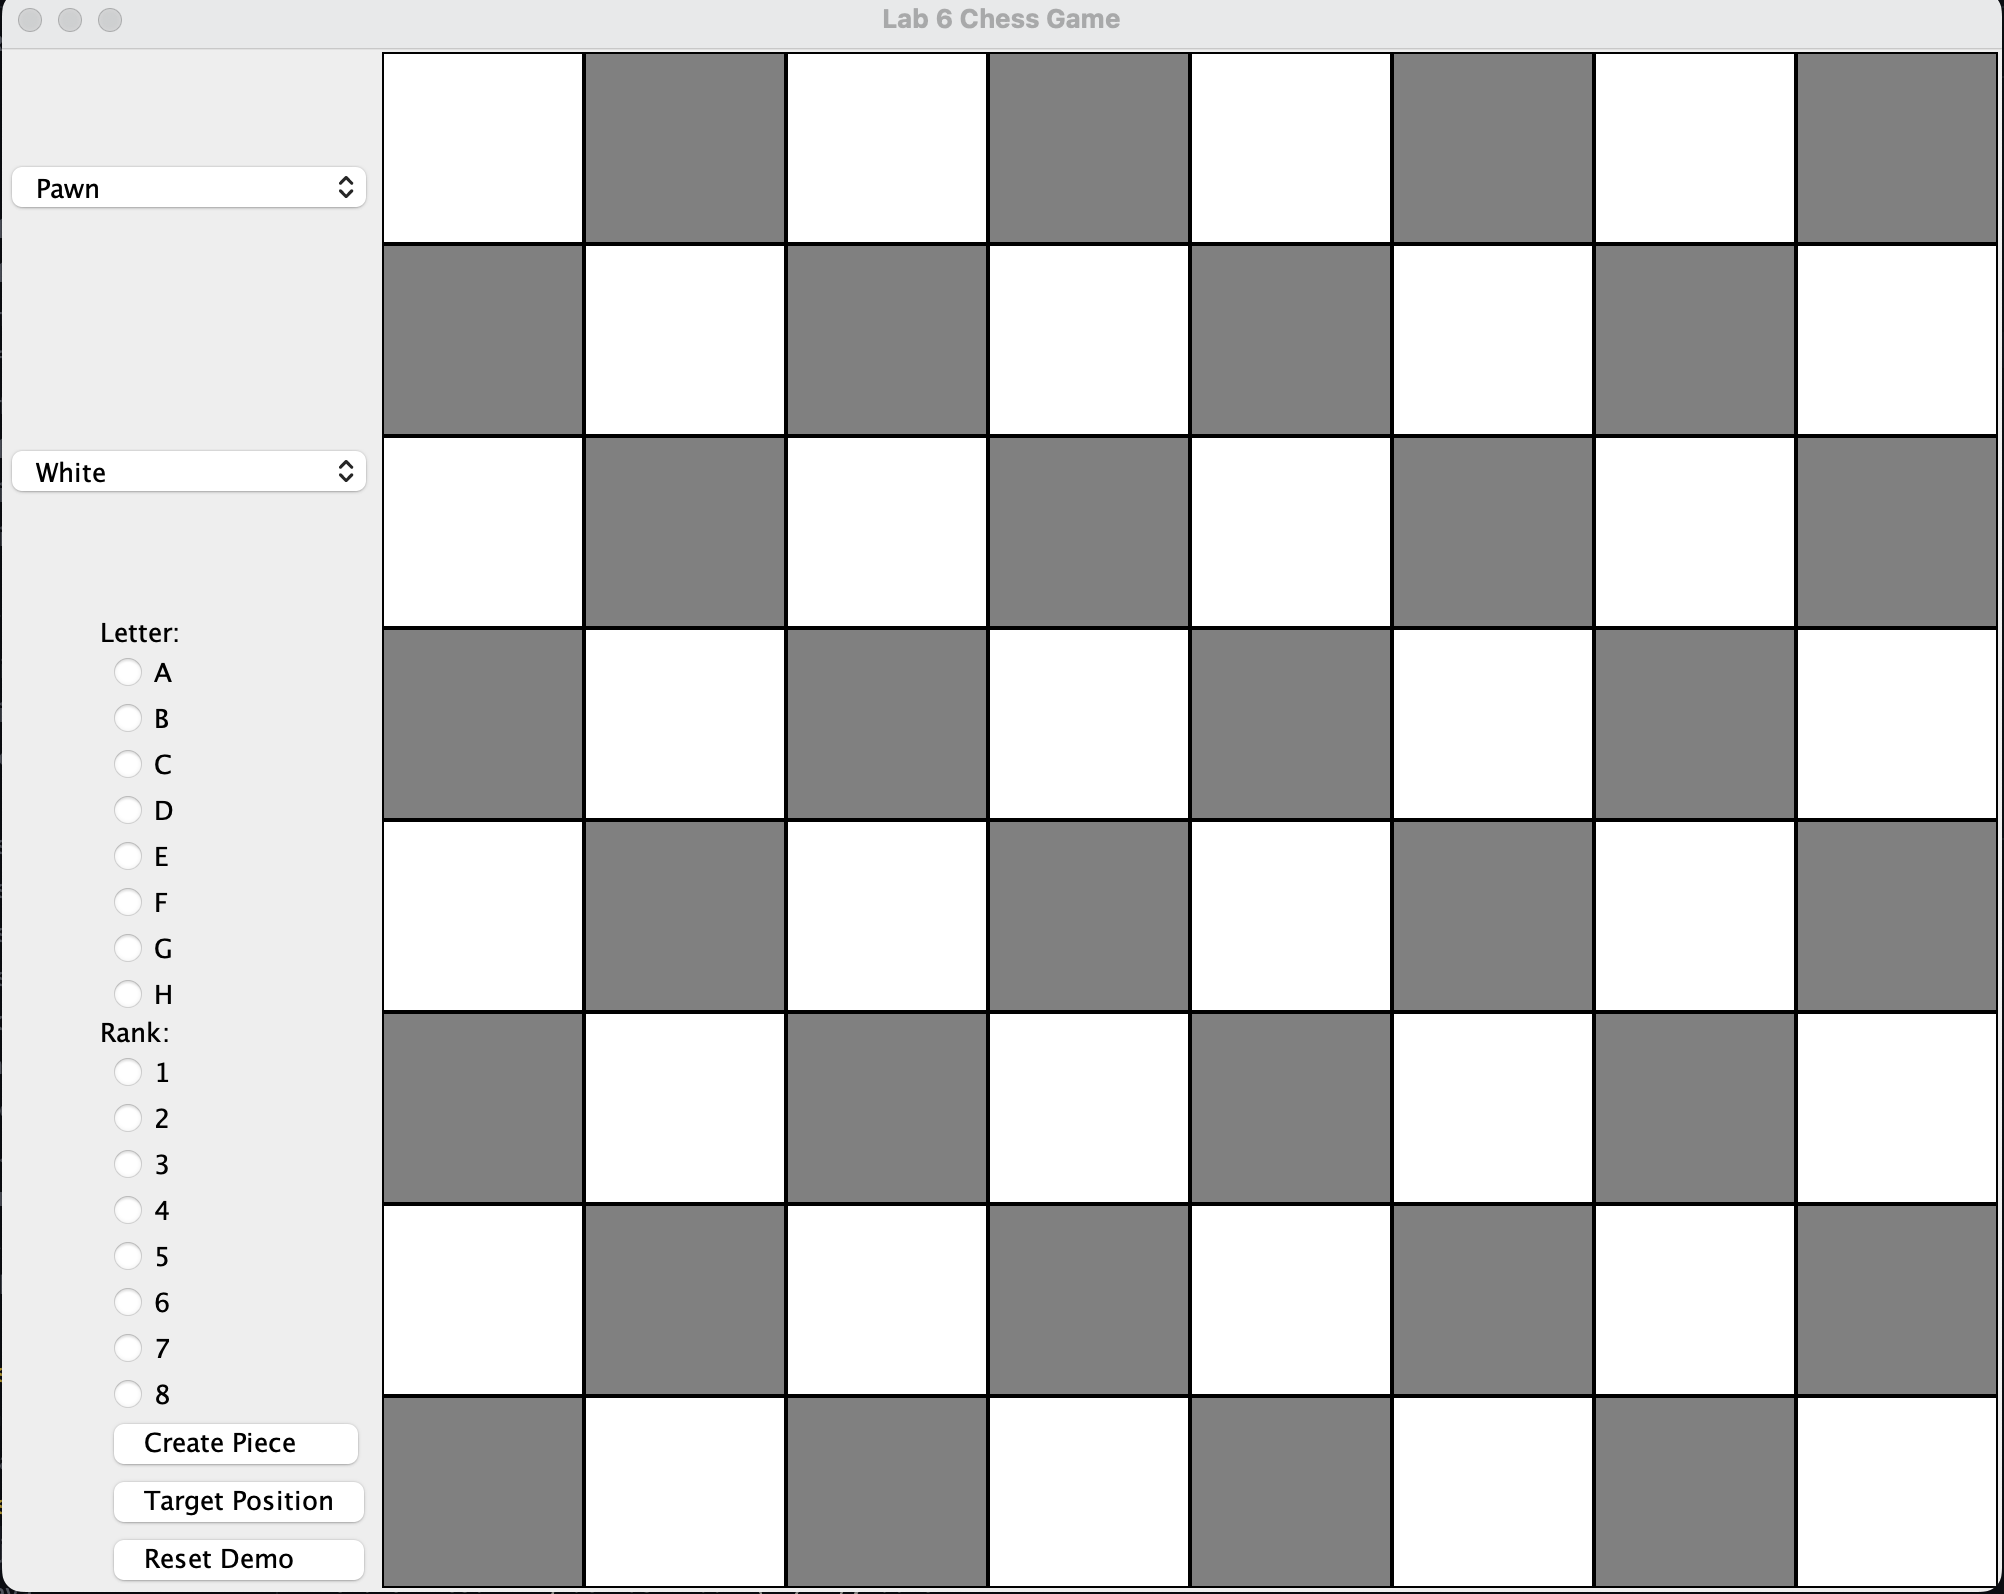 Lab 6 Chess Game
Pawn
White
Letter:
A
B
C
D
E
F
G
H
Rank:
1
2
3
4
5
6
7
8
Create Piece
Target Position
Reset Demo